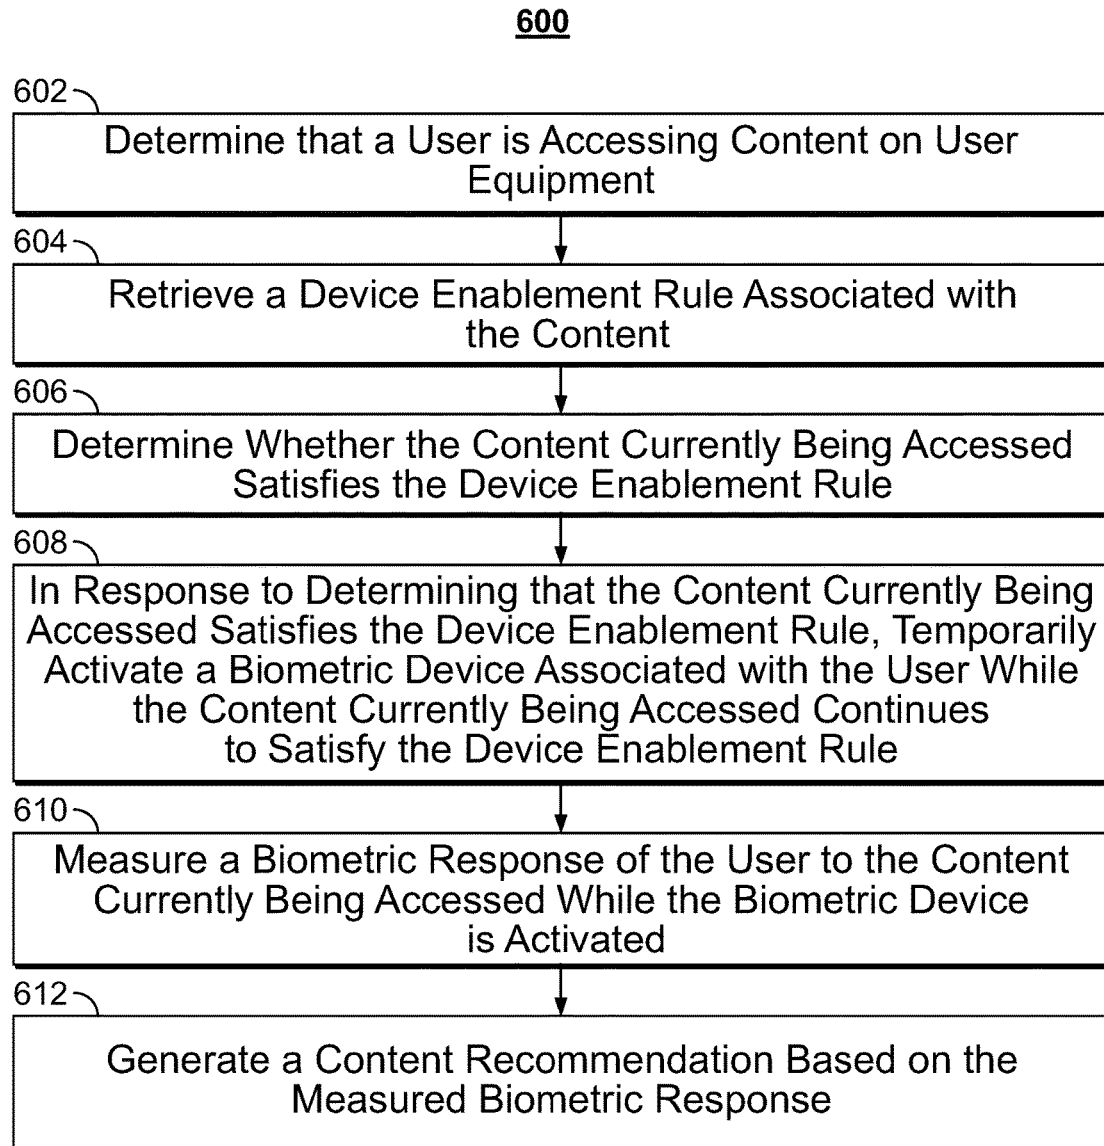 600
602
Determine that a User is Accessing Content on User
Equipment
604
Retrieve a Device Enablement Rule Associated with
the Content
606
Determine Whether the Content Currently Being Accessed
Satisfies the Device Enablement Rule
608
In Response to Determining that the Content Currently Being
Accessed Satisfies the Device Enablement Rule, Temporarily
Activate a Biometric Device Associated with the User While
the Content Currently Being Accessed Continues
to Satisfy the Device Enablement Rule
610
Measure a Biometric Response of the User to the Content
Currently Being Accessed While the Biometric Device
is Activated
612
Generate a Content Recommendation Based on the
Measured Biometric Response